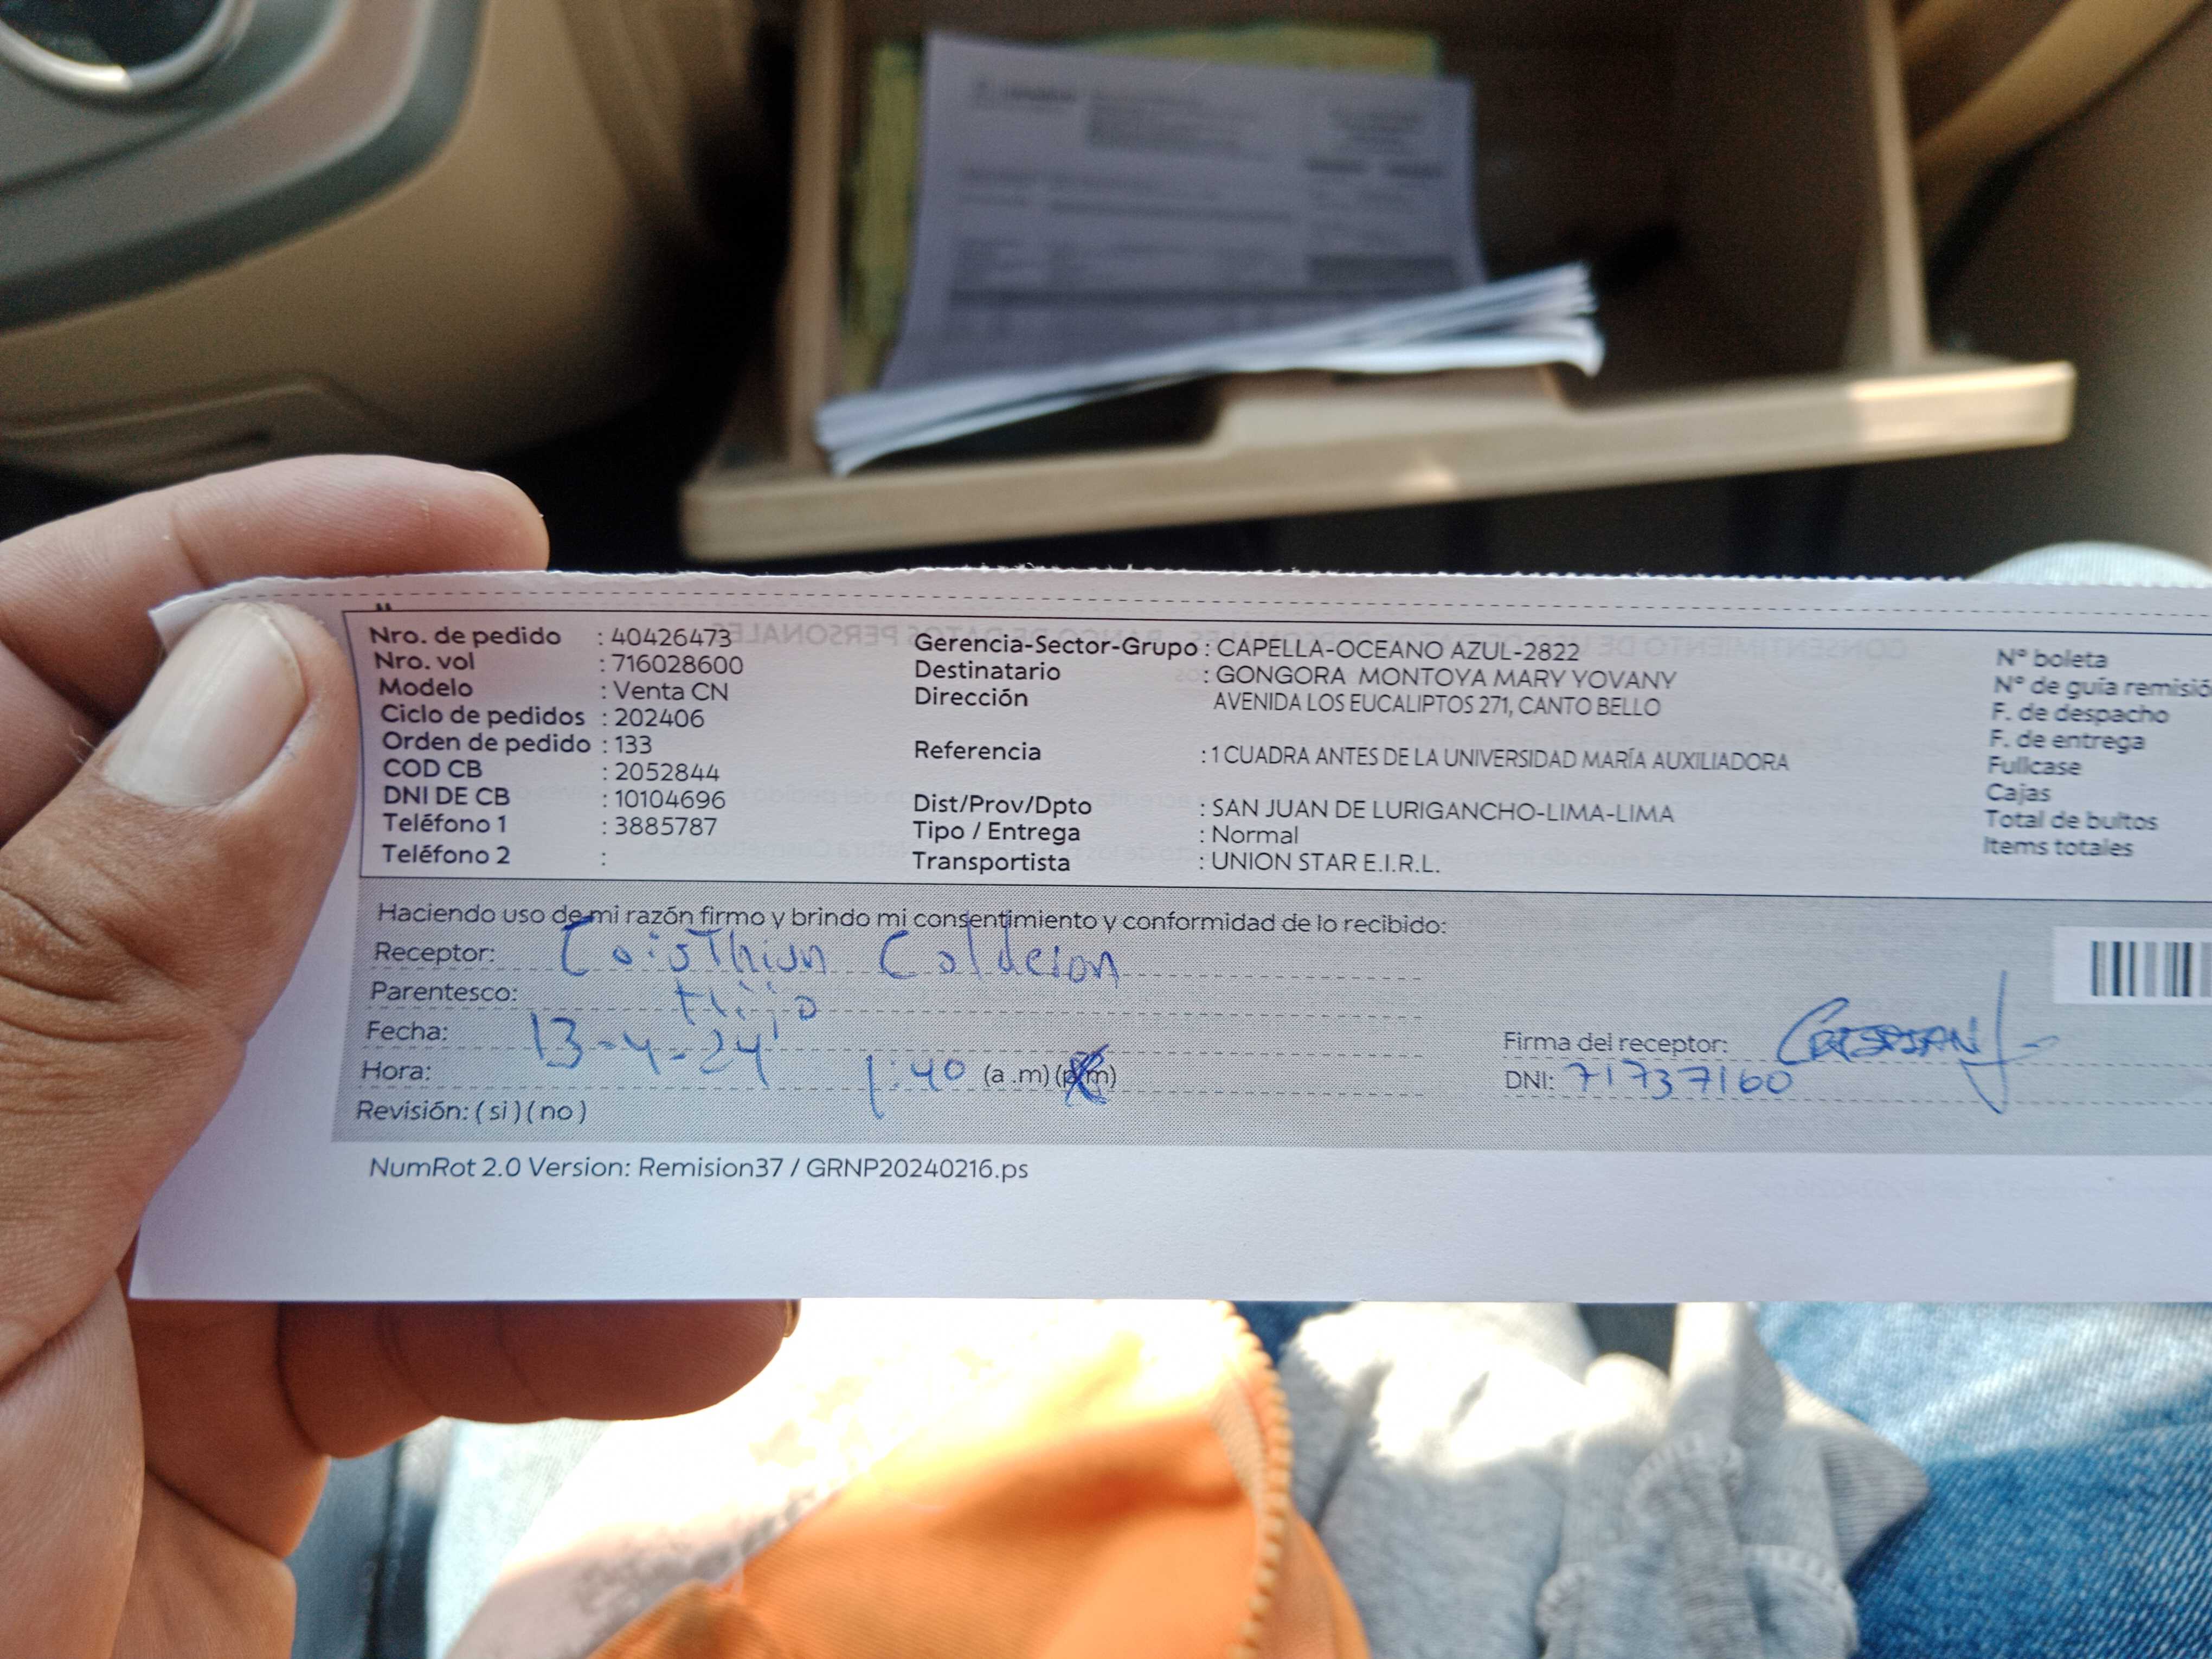 Nro. de pedido : 40426473
Nro. vol : 716028600
Modelo : Venta CN
Ciclo de pedidos : 202406
Orden de pedido : 133
COD CB : 2052844
DNI DE CB : 10104696
Teléfono 1 : 3885787
Teléfono 2 :
Gerencia-Sector-Grupo : CAPELLA-OCEANO AZUL-2822
Destinatario : GONGORA MONTOYA MARY YOVANY
Dirección AVENIDA LOS EUCALIPTOS 271, CANTO BELLO
Referencia : 1 CUADRA ANTES DE LA UNIVERSIDAD MARÍA AUXILIADORA
Dist/Prov/Dpto : SAN JUAN DE LURIGANCHO-LIMA-LIMA
Tipo / Entrega : Normal
Transportista : UNION STAR E.I.R.L.
N° boleta
N° de guía remisió
F. de despacho
F. de entrega
Fullcase
Cajas
Total de bultos
Items totales
Haciendo uso de mi razón firmo y brindo mi consentimiento y conformidad de lo recibido:
Receptor: Coisthian Calderon
Parentesco: Hijo
Fecha: 13-4-24
Hora: 1:40 (a .m) (p.m)
Revisión: ( si ) ( no )
Firma del receptor:
DNI: 71737160
NumRot 2.0 Version: Remision37 / GRNP20240216.ps